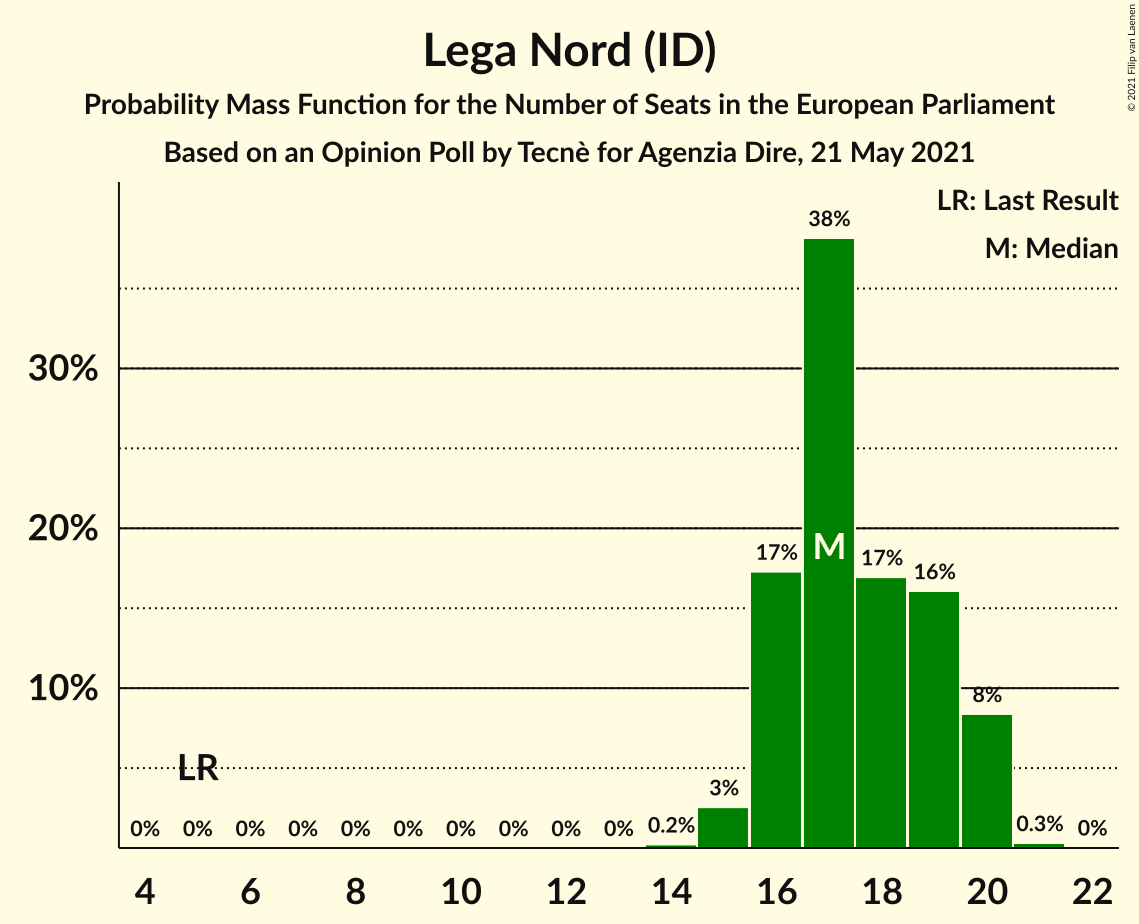 Lega Nord (ID)
Probability Mass Function for the Number of Seats in the European Parliament
Based on an Opinion Poll by Tecnè for Agenzia Dire, 21 May 2021
© 2021 Filip van Laenen
LR: Last Result
M: Median
38%
30%
20%
17%
M
17%
16%
10%
8%
LR
3%
0% 0% 0% 0% 0% 0% 0% 0% 0% 0% 0.2% 0.3% 0%
4 6 8 10 12 14 16 18 20 22